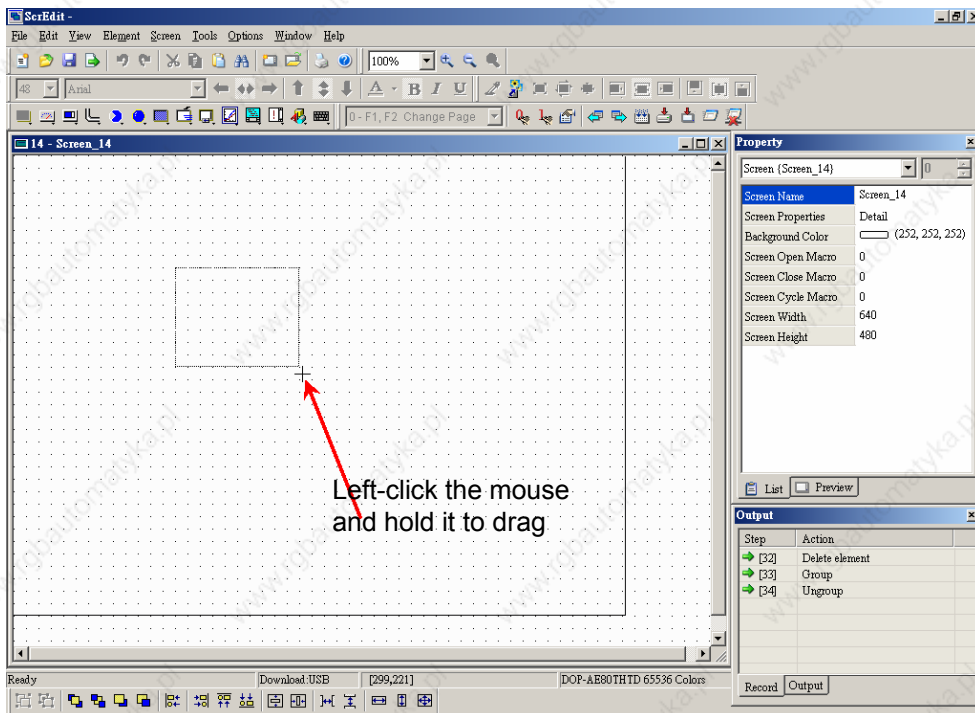 ScrEdit -
File Edit View Element Screen Tools Options Window Help
100%
48 Arial A B I U
0 - F1, F2 Change Page
14 - Screen_14
Left-click the mouse
and hold it to drag
Property
Screen {Screen_14} 0
Screen Name Screen_14
Screen Properties Detail
Background Color (252, 252, 252)
Screen Open Macro 0
Screen Close Macro 0
Screen Cycle Macro 0
Screen Width 640
Screen Height 480
List Preview
Output
Step Action
[32] Delete element
[33] Group
[34] Ungroup
Record Output
Ready Download:USB [299,221] DOP-AE80THTD 65536 Colors
www.rgbautomatyka.pl